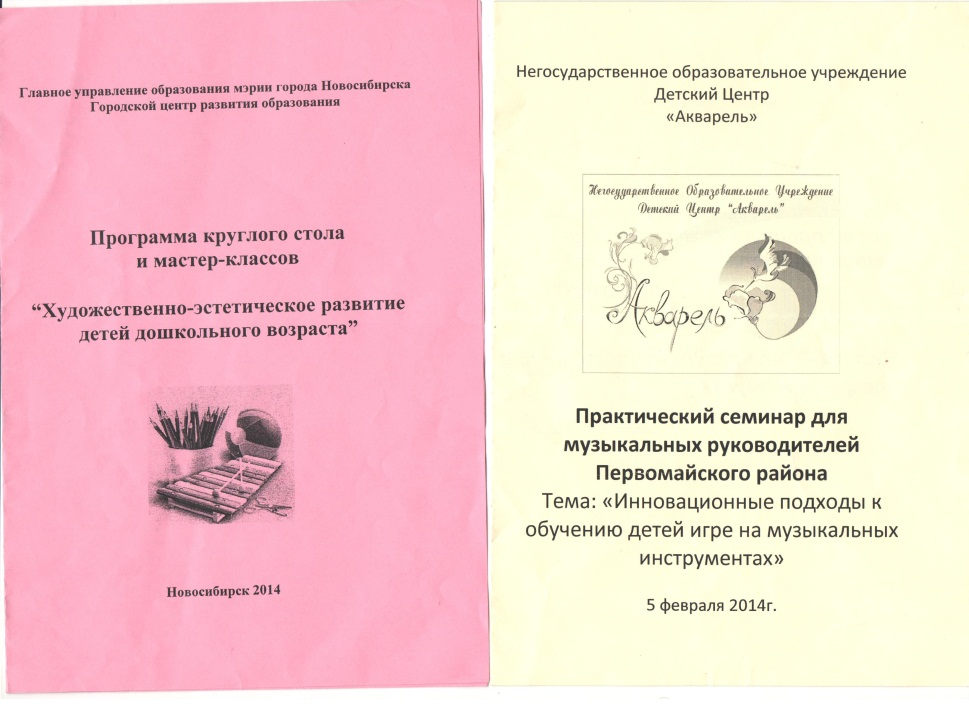 Главное управление образования мэрии города Новосибирска
Городской центр развития образования
Программа круглого стола
и мастер-классов
“Художественно-эстетическое развитие
детей дошкольного возраста”
Новосибирск 2014
Негосударственное образовательное учреждение
Детский Центр
«Акварель»
Негосударственное Образовательное Учреждение
Детский Центр “Акварель”
Акварель
Практический семинар для
музыкальных руководителей
Первомайского района
Тема: «Инновационные подходы к
обучению детей игре на музыкальных
инструментах»
5 февраля 2014г.